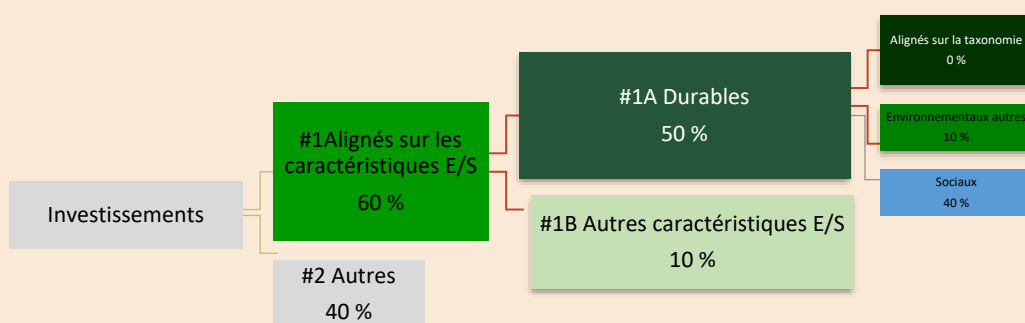 Investissements
#1Alignés sur les
caractéristiques E/S
60 %
#2 Autres
40 %
#1A Durables
50 %
#1B Autres caractéristiques E/S
10 %
Alignés sur la taxonomie
0 %
Environnementaux autres
10 %
Sociaux
40 %